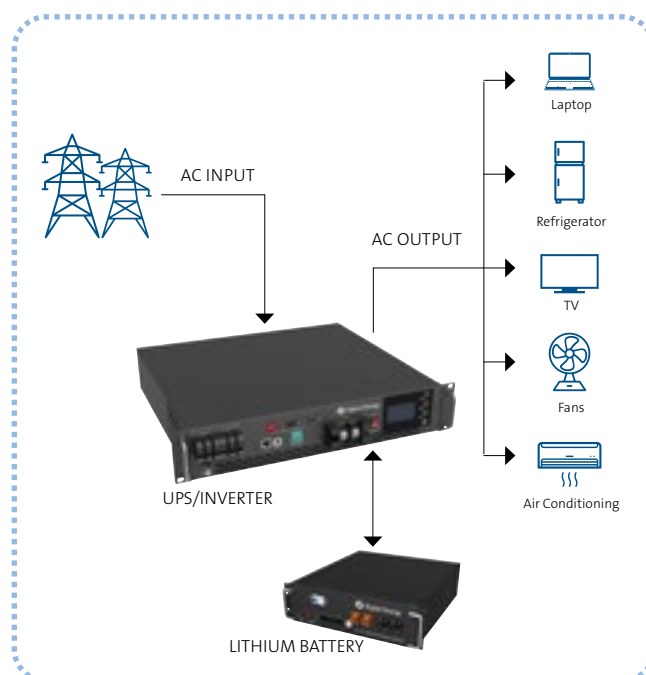 Laptop
AC INPUT
Refrigerator
AC OUTPUT
TV
Fans
UPS/INVERTER
Air Conditioning
LITHIUM BATTERY